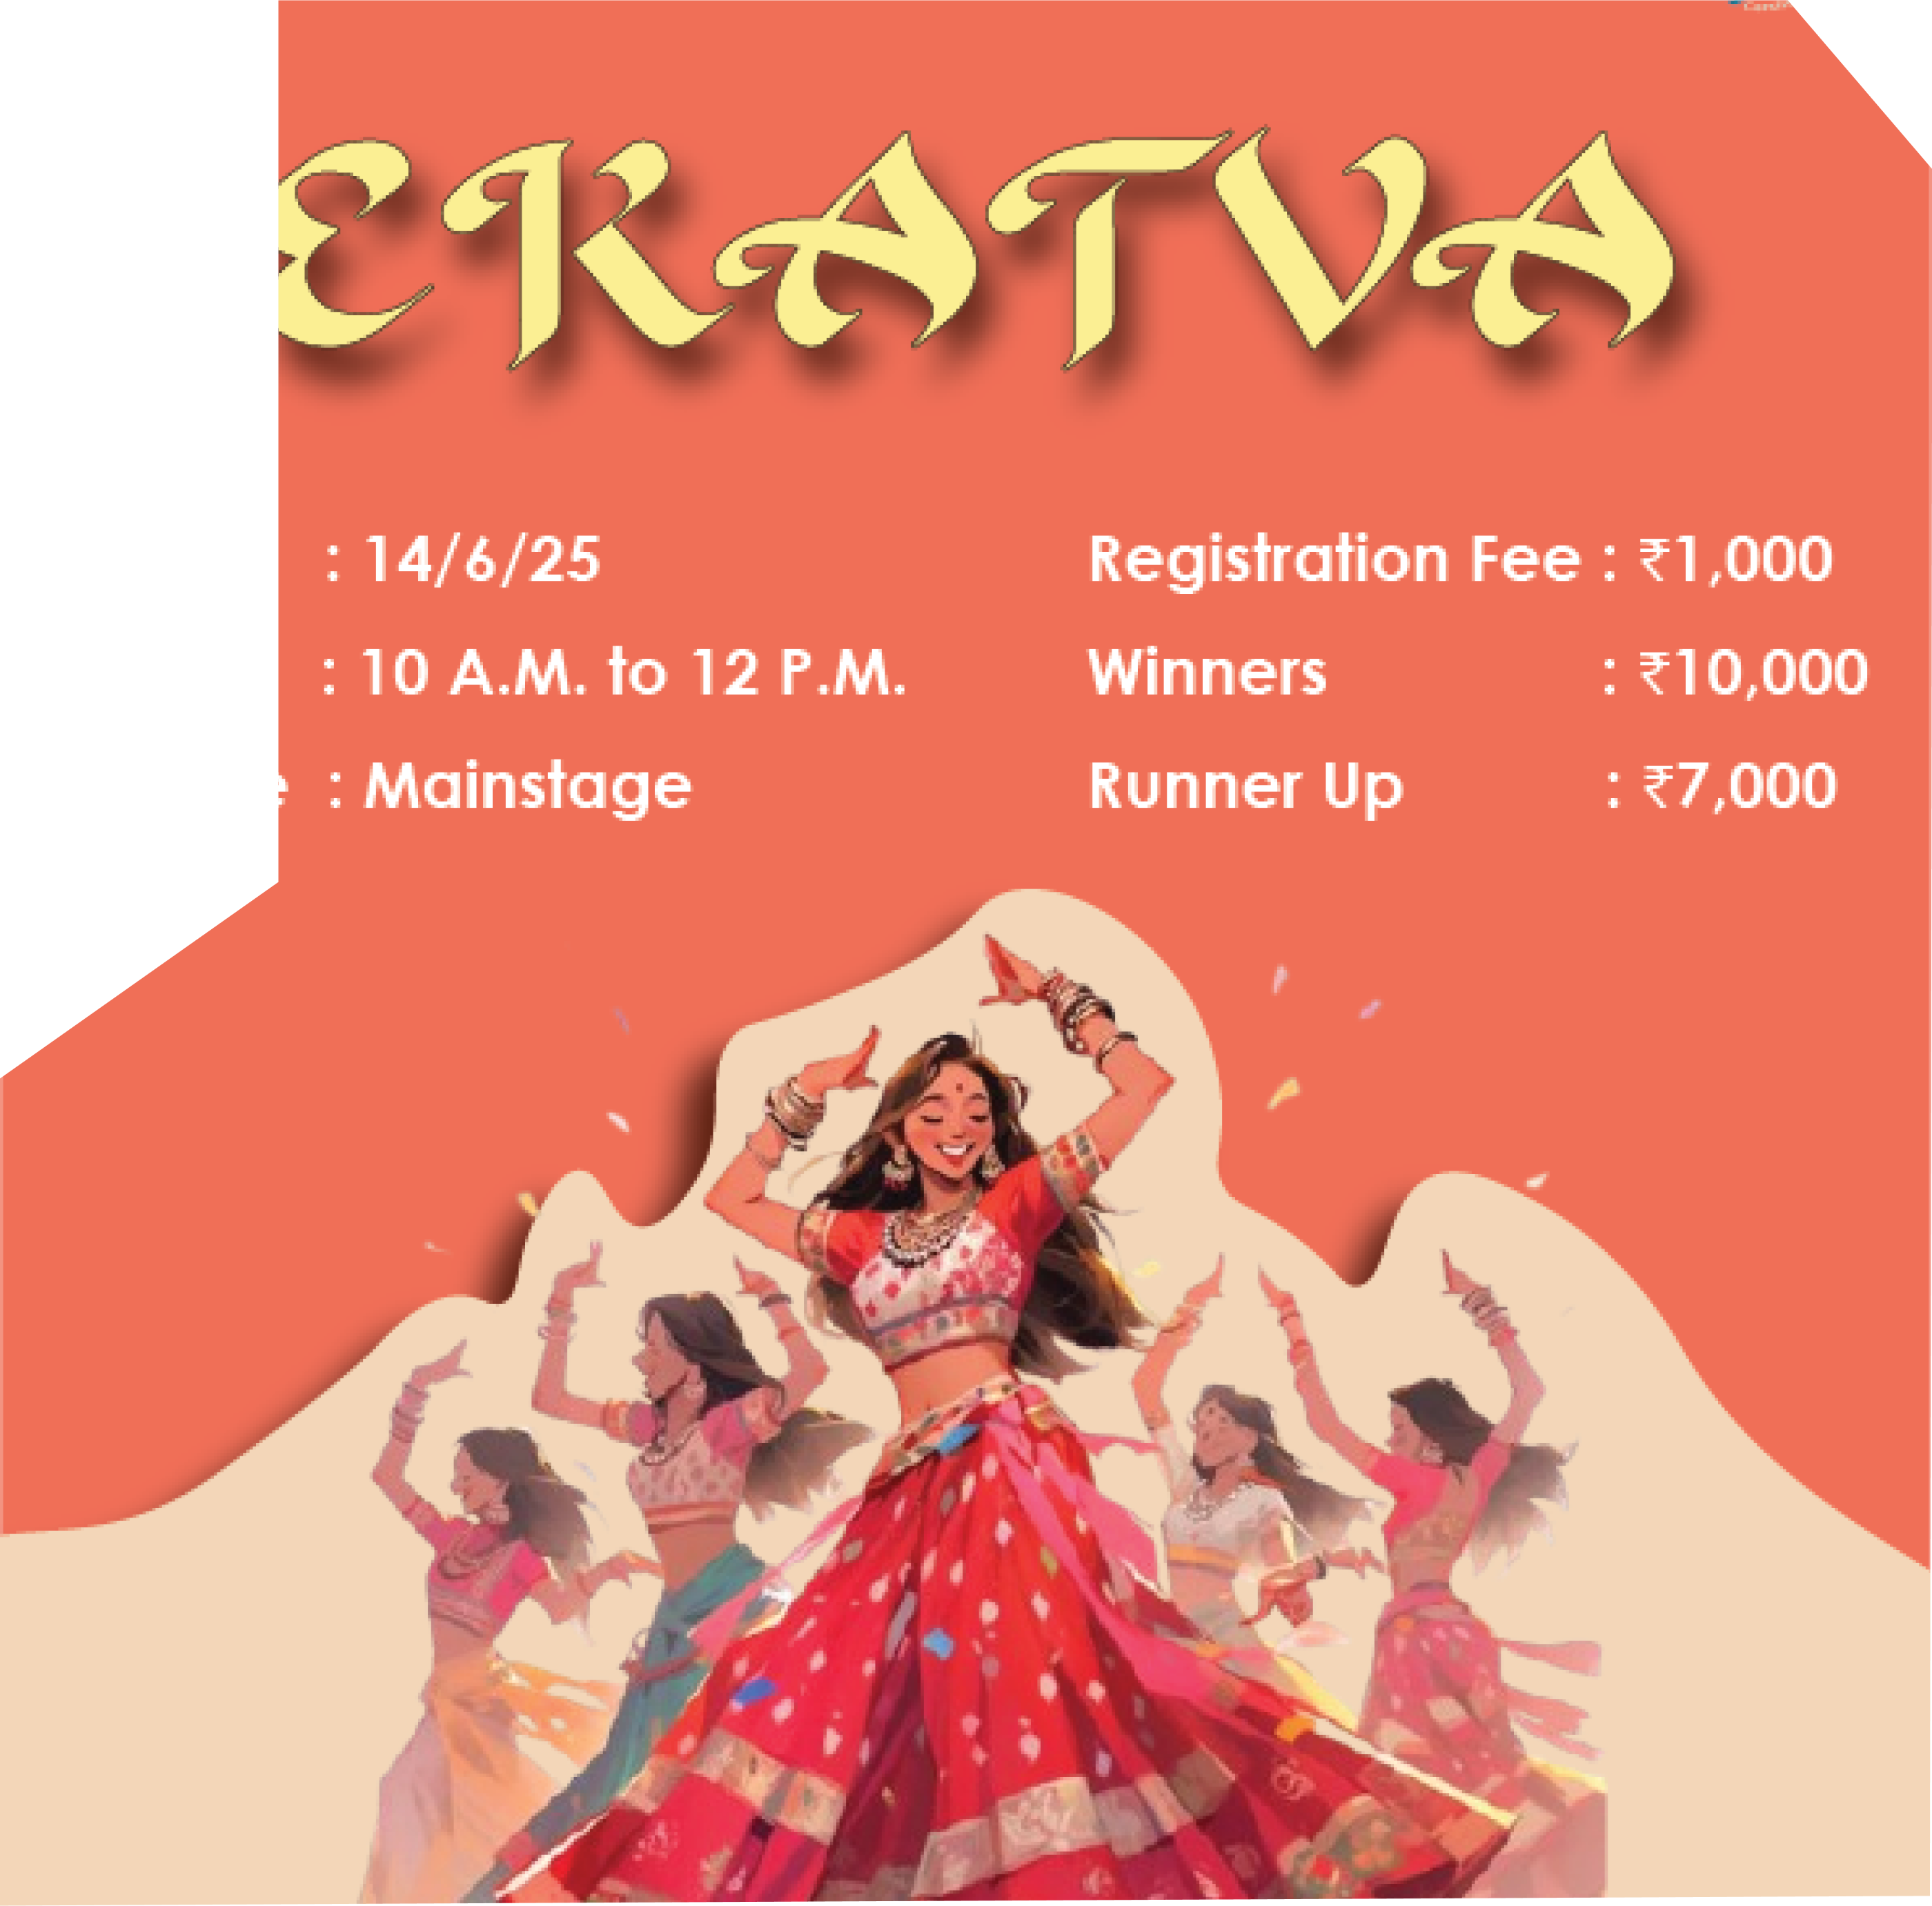 EKATVA
: 14/6/25
: 10 A.M. to 12 P.M.
e : Mainstage
Registration Fee : ₹1,000
Winners : ₹10,000
Runner Up : ₹7,000